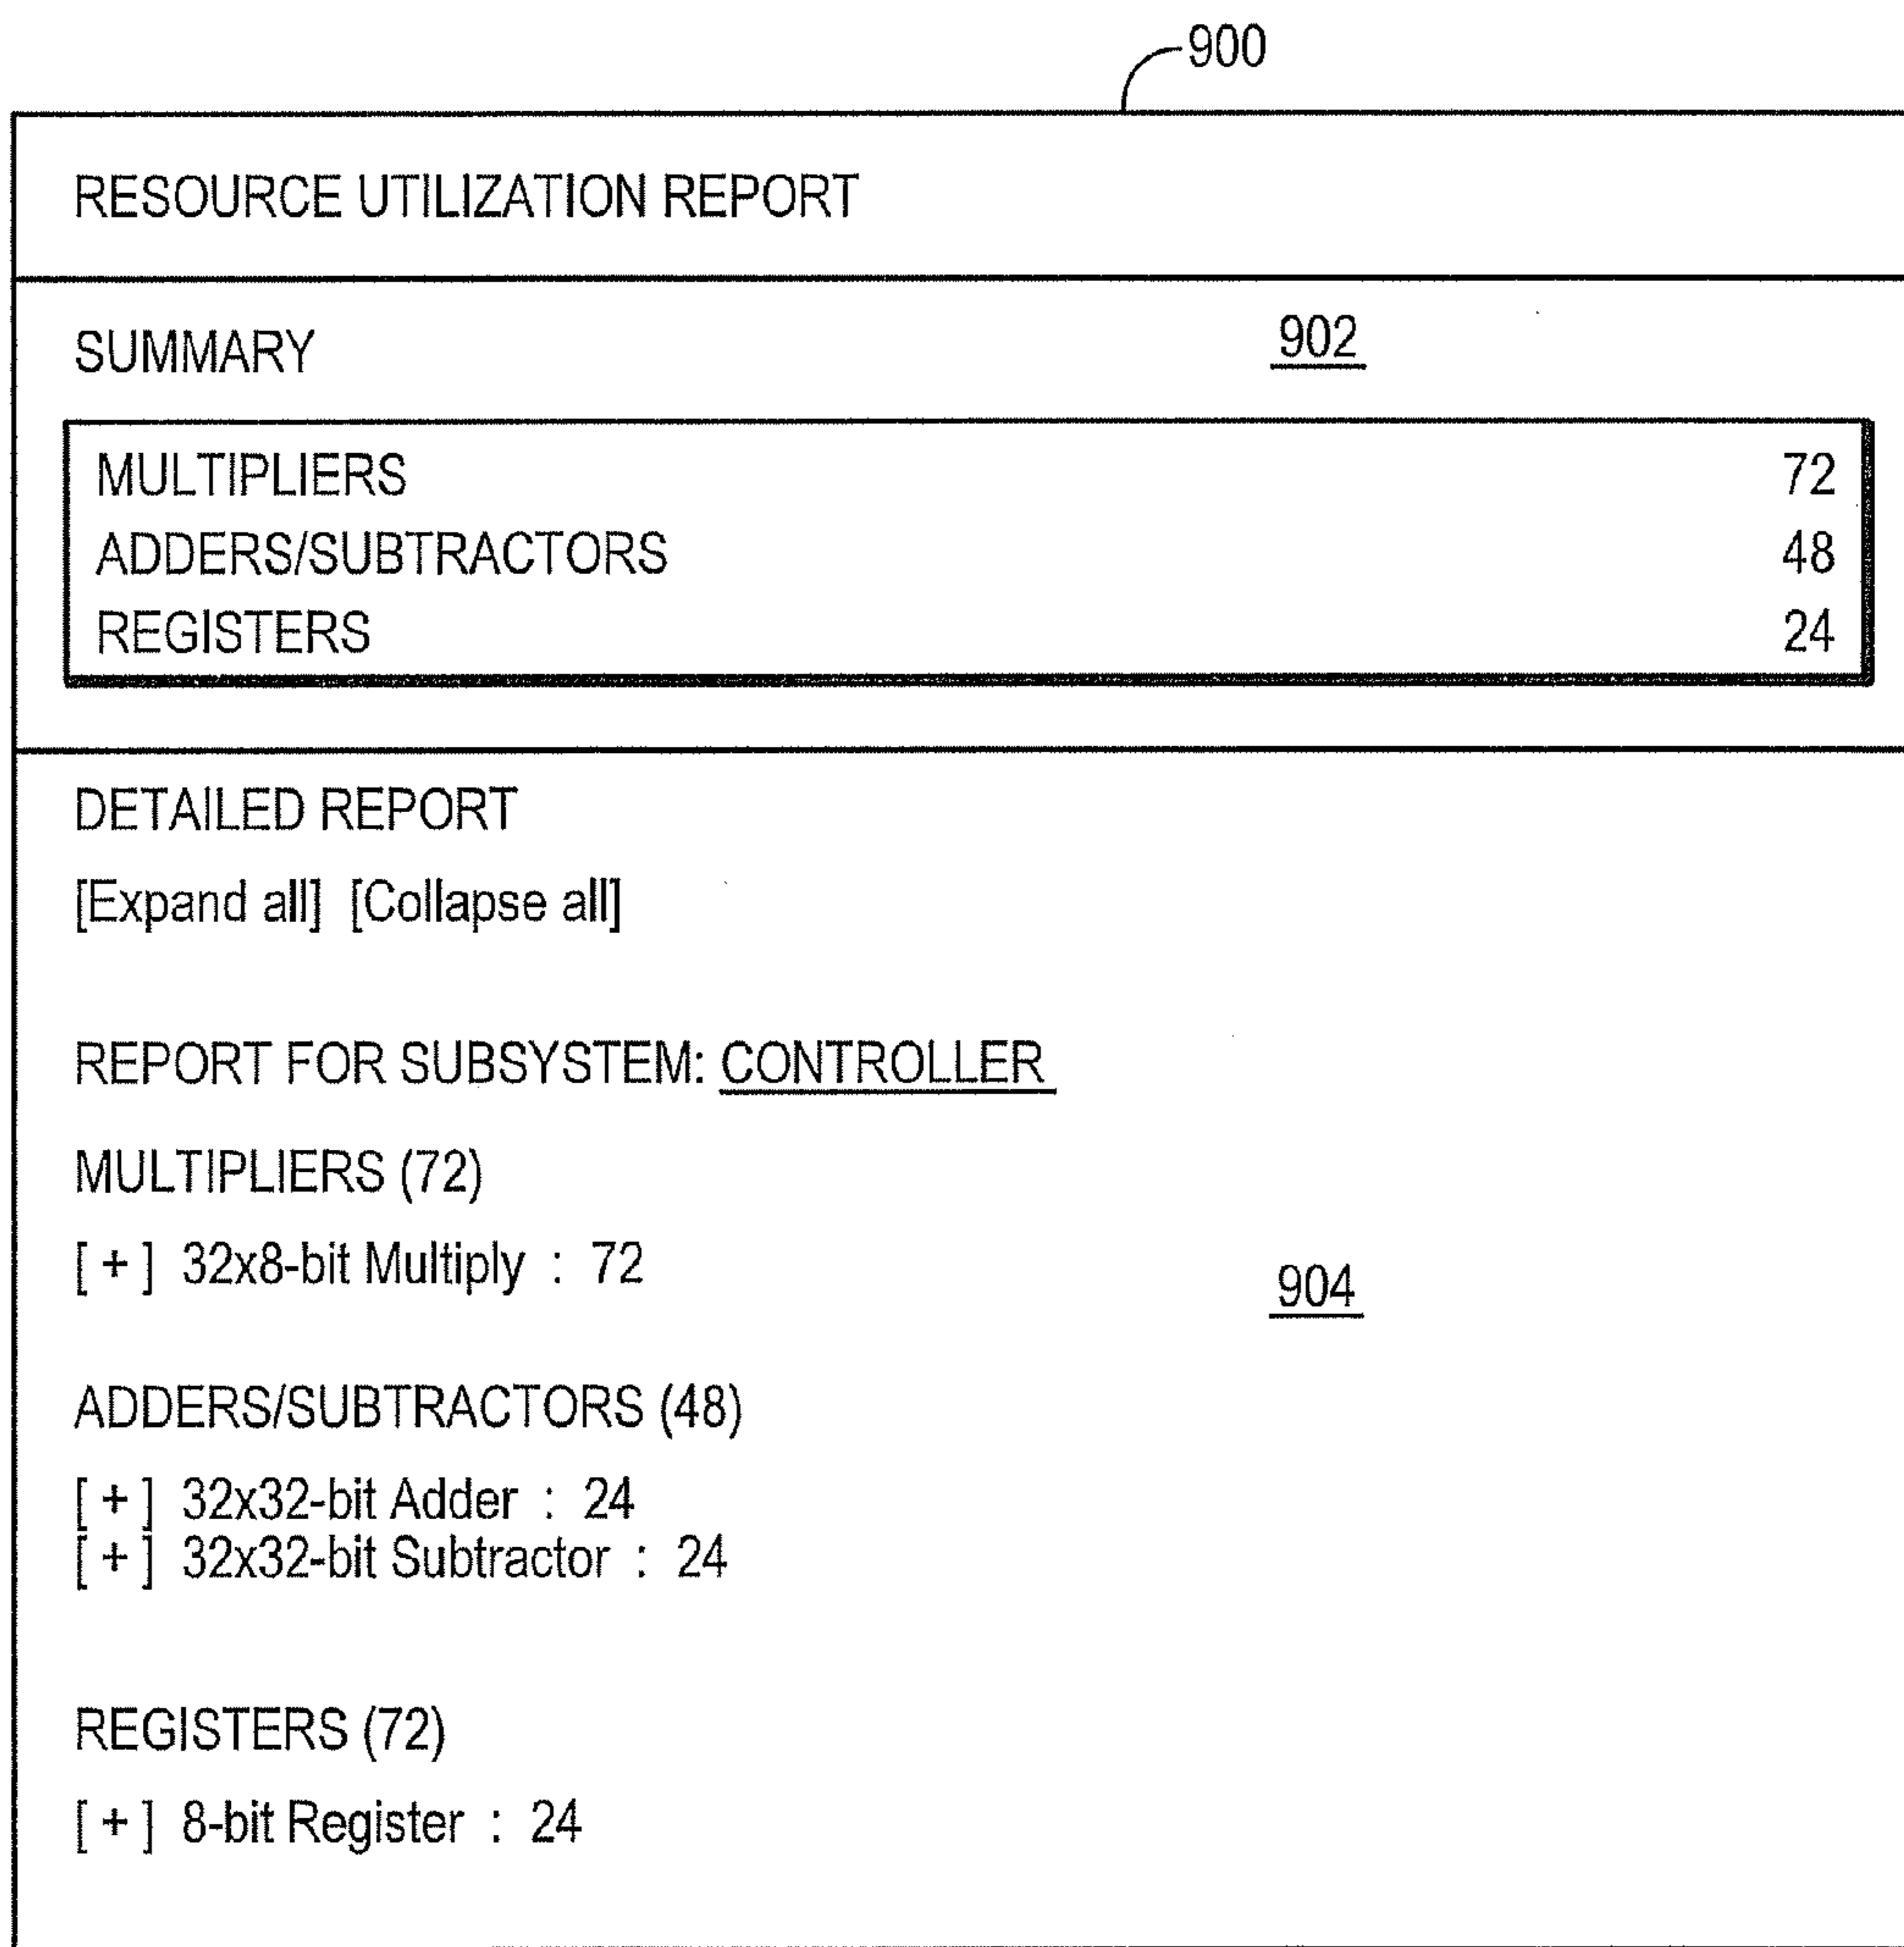 900
RESOURCE UTILIZATION REPORT
SUMMARY 902
MULTIPLIERS 72
ADDERS/SUBTRACTORS 48
REGISTERS 24
DETAILED REPORT
[Expand all] [Collapse all]
REPORT FOR SUBSYSTEM: CONTROLLER
MULTIPLIERS (72)
[ + ] 32x8-bit Multiply : 72
904
ADDERS/SUBTRACTORS (48)
[ + ] 32x32-bit Adder : 24
[ + ] 32x32-bit Subtractor : 24
REGISTERS (72)
[ + ] 8-bit Register : 24